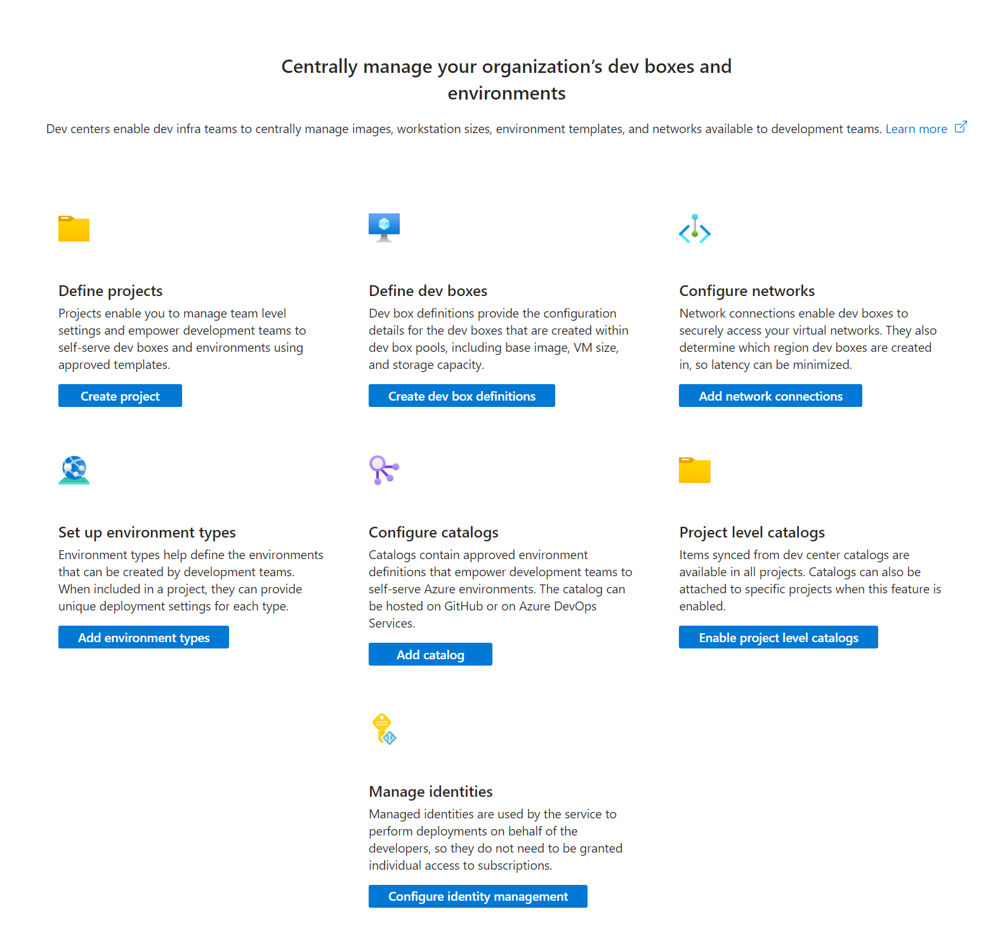 Centrally manage your organization’s dev boxes and
environments
Dev centers enable dev infra teams to centrally manage images, workstation sizes, environment templates, and networks available to development teams. Learn more
Define projects
Projects enable you to manage team level
settings and empower development teams to
self-serve dev boxes and environments using
approved templates.
Create project
Define dev boxes
Dev box definitions provide the configuration
details for the dev boxes that are created within
dev box pools, including base image, VM size,
and storage capacity.
Create dev box definitions
Configure networks
Network connections enable dev boxes to
securely access your virtual networks. They also
determine which region dev boxes are created
in, so latency can be minimized.
Add network connections
Set up environment types
Environment types help define the environments
that can be created by development teams.
When included in a project, they can provide
unique deployment settings for each type.
Add environment types
Configure catalogs
Catalogs contain approved environment
definitions that empower development teams to
self-serve Azure environments. The catalog can
be hosted on GitHub or on Azure DevOps
Services.
Add catalog
Project level catalogs
Items synced from dev center catalogs are
available in all projects. Catalogs can also be
attached to specific projects when this feature is
enabled.
Enable project level catalogs
Manage identities
Managed identities are used by the service to
perform deployments on behalf of the
developers, so they do not need to be granted
individual access to subscriptions.
Configure identity management